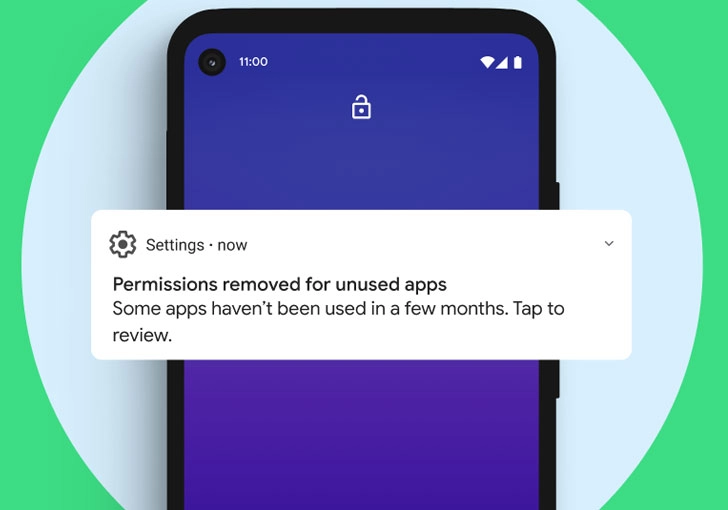 11:00
Settings · now
Permissions removed for unused apps
Some apps haven’t been used in a few months. Tap to
review.